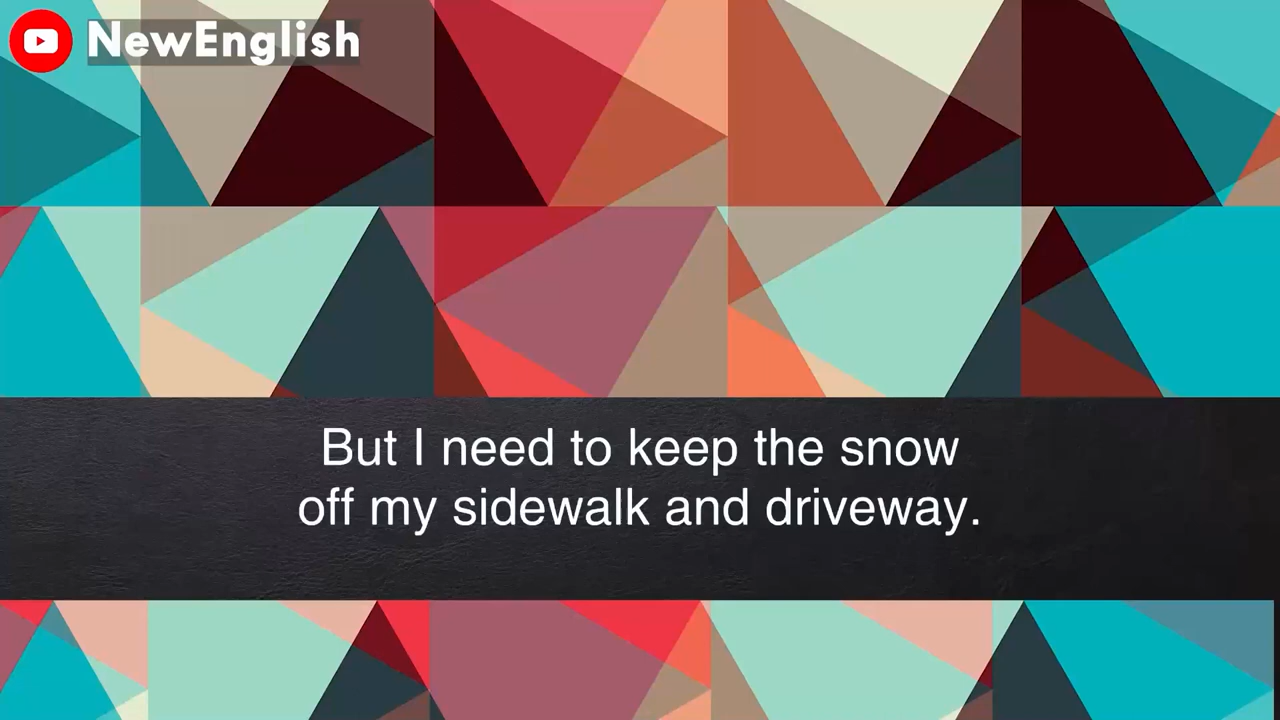 NewEnglish
But I need to keep the snow
off my sidewalk and driveway.